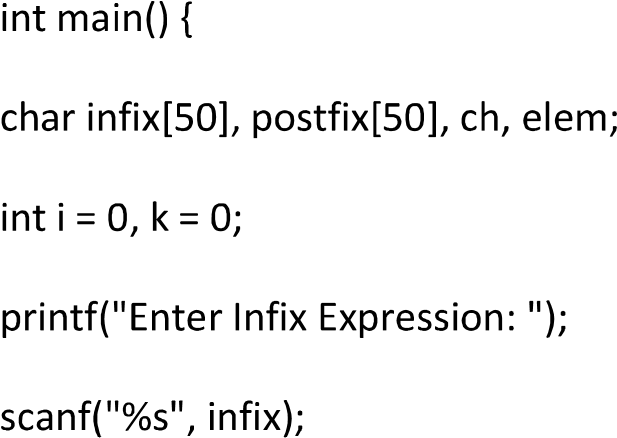 int main() {
char infix[50], postfix[50], ch, elem;
int i = 0, k = 0;
printf("Enter Infix Expression: ");
scanf("%s", infix);